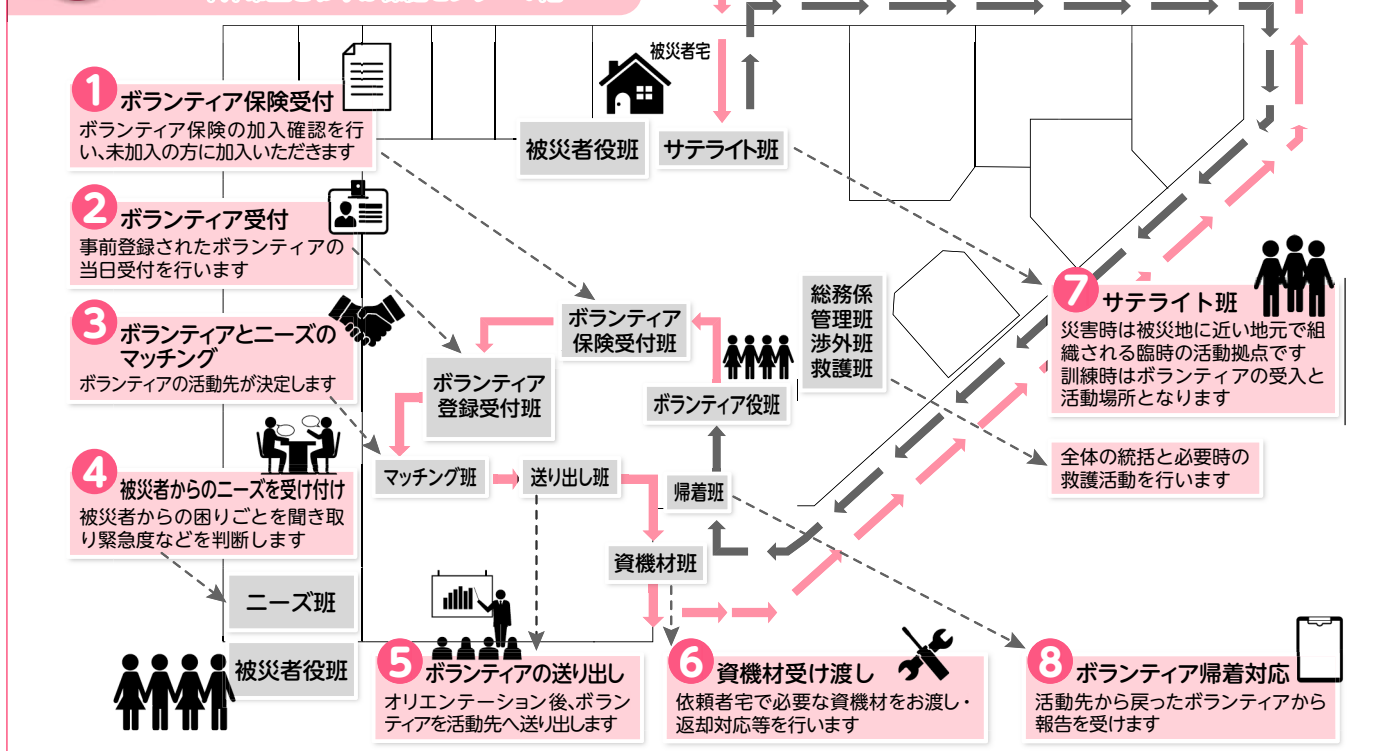 被災者宅
1 ボランティア保険受付
ボランティア保険の加入確認を行
い、未加入の方に加入いただきます
被災者役班
サテライト班
2 ボランティア受付
事前登録されたボランティアの
当日受付を行います
3 ボランティアとニーズの
マッチング
ボランティアの活動先が決定します
4 被災者からのニーズを受け付け
被災者からの困りごとを聞き取
り緊急度などを判断します
ニーズ班
被災者役班
ボランティア
保険受付班
ボランティア
登録受付班
ボランティア役班
マッチング班
送り出し班
帰着班
資機材班
総務係
管理班
渉外班
救護班
7 サテライト班
災害時は被災地に近い地元で組
織される臨時の活動拠点です
訓練時はボランティアの受入と
活動場所となります
全体の統括と必要時の
救護活動を行います
5 ボランティアの送り出し
オリエンテーション後、ボラン
ティアを活動先へ送り出します
6 資機材受け渡し
依頼者宅で必要な資機材をお渡し・
返却対応等を行います
8 ボランティア帰着対応
活動先から戻ったボランティアから
報告を受けます